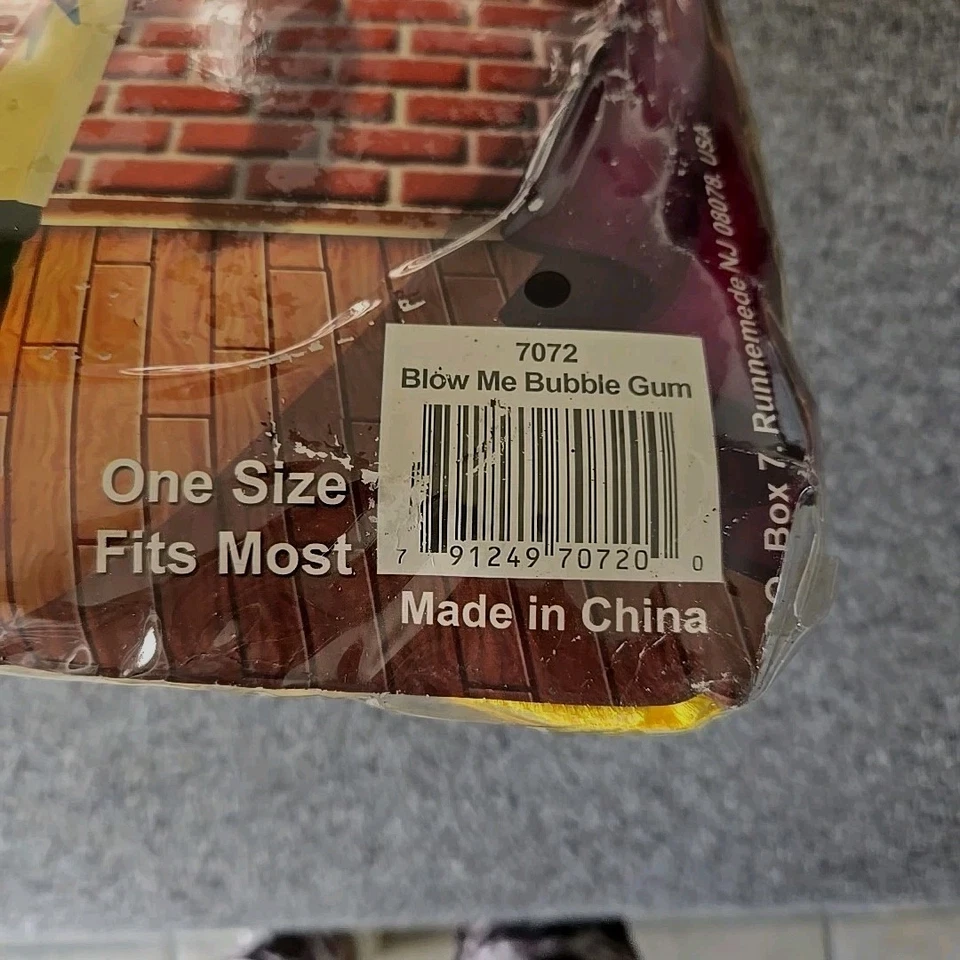 7072
Blow Me Bubble Gum
7 91249 70720 0
One Size
Fits Most
Made in China
Box 7, Runnemede NJ 08078, USA